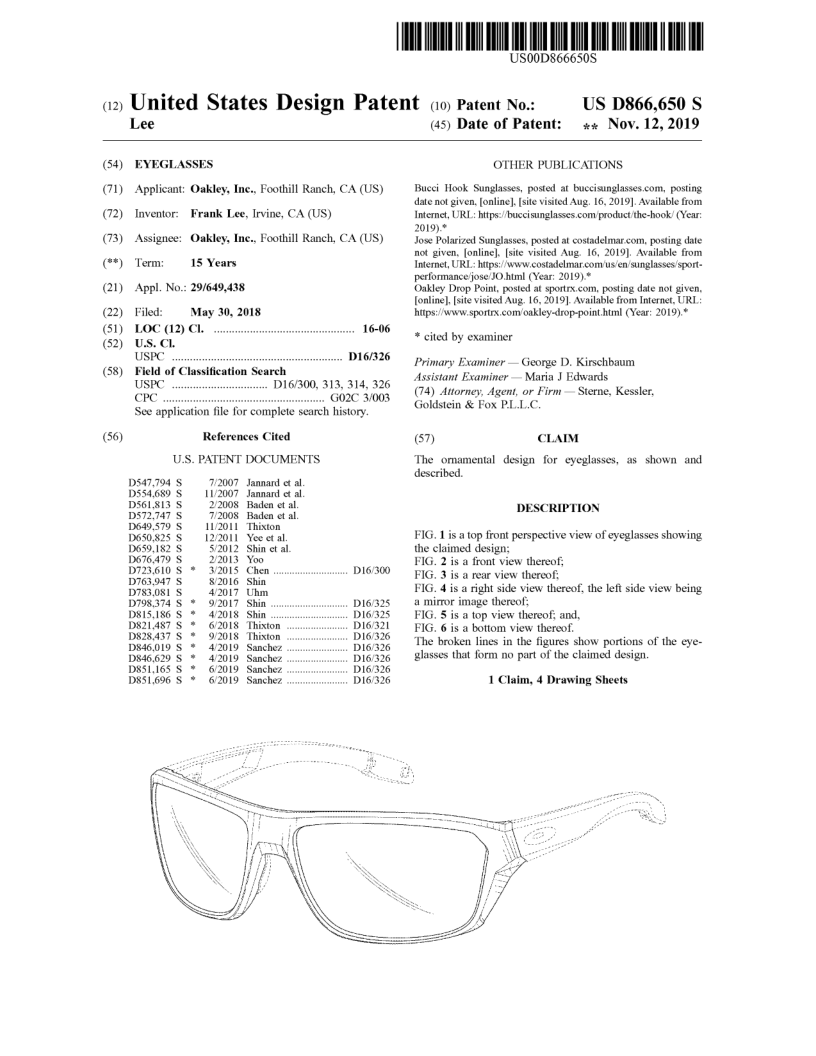 US00D866650S
(12) United States Design Patent
Lee
(10) Patent No.: US D866,650 S
(45) Date of Patent: ** Nov. 12, 2019
(54) EYEGLASSES
(71) Applicant: Oakley, Inc., Foothill Ranch, CA (US)
(72) Inventor: Frank Lee, Irvine, CA (US)
(73) Assignee: Oakley, Inc., Foothill Ranch, CA (US)
(**) Term: 15 Years
(21) Appl. No.: 29/649,438
(22) Filed: May 30, 2018
(51) LOC (12) Cl. ................................................ 16-06
(52) U.S. Cl.
USPC .......................................................... D16/326
(58) Field of Classification Search
USPC ................................ D16/300, 313, 314, 326
CPC ...................................................... G02C 3/003
See application file for complete search history.
(56) References Cited
U.S. PATENT DOCUMENTS
D547,794 S 7/2007 Jannard et al.
D554,689 S 11/2007 Jannard et al.
D561,813 S 2/2008 Baden et al.
D572,747 S 7/2008 Baden et al.
D649,579 S 11/2011 Thixton
D650,825 S 12/2011 Yee et al.
D659,182 S 5/2012 Shin et al.
D676,479 S 2/2013 Yoo
D723,610 S * 3/2015 Chen ............................ D16/300
D763,947 S 8/2016 Shin
D783,081 S 4/2017 Uhm
D798,374 S * 9/2017 Shin ............................. D16/325
D815,186 S * 4/2018 Shin ............................. D16/325
D821,487 S * 6/2018 Thixton ....................... D16/321
D828,437 S * 9/2018 Thixton ....................... D16/326
D846,019 S * 4/2019 Sanchez ....................... D16/326
D846,629 S * 4/2019 Sanchez ....................... D16/326
D851,165 S * 6/2019 Sanchez ....................... D16/326
D851,696 S * 6/2019 Sanchez ....................... D16/326
OTHER PUBLICATIONS
Bucci Hook Sunglasses, posted at buccisunglasses.com, posting
date not given, [online], [site visited Aug. 16, 2019]. Available from
Internet, URL: https://buccisunglasses.com/product/the-hook/ (Year:
2019).*
Jose Polarized Sunglasses, posted at costadelmar.com, posting date
not given, [online], [site visited Aug. 16, 2019]. Available from
Internet, URL: https://www.costadelmar.com/us/en/sunglasses/sport-
performance/jose/JO.html (Year: 2019).*
Oakley Drop Point, posted at sportrx.com, posting date not given,
[online], [site visited Aug. 16, 2019]. Available from Internet, URL:
https://www.sportrx.com/oakley-drop-point.html (Year: 2019).*
* cited by examiner
Primary Examiner — George D. Kirschbaum
Assistant Examiner — Maria J Edwards
(74) Attorney, Agent, or Firm — Sterne, Kessler,
Goldstein & Fox P.L.L.C.
(57) CLAIM
The ornamental design for eyeglasses, as shown and
described.
DESCRIPTION
FIG. 1 is a top front perspective view of eyeglasses showing
the claimed design;
FIG. 2 is a front view thereof;
FIG. 3 is a rear view thereof;
FIG. 4 is a right side view thereof, the left side view being
a mirror image thereof;
FIG. 5 is a top view thereof; and,
FIG. 6 is a bottom view thereof.
The broken lines in the figures show portions of the eye-
glasses that form no part of the claimed design.
1 Claim, 4 Drawing Sheets